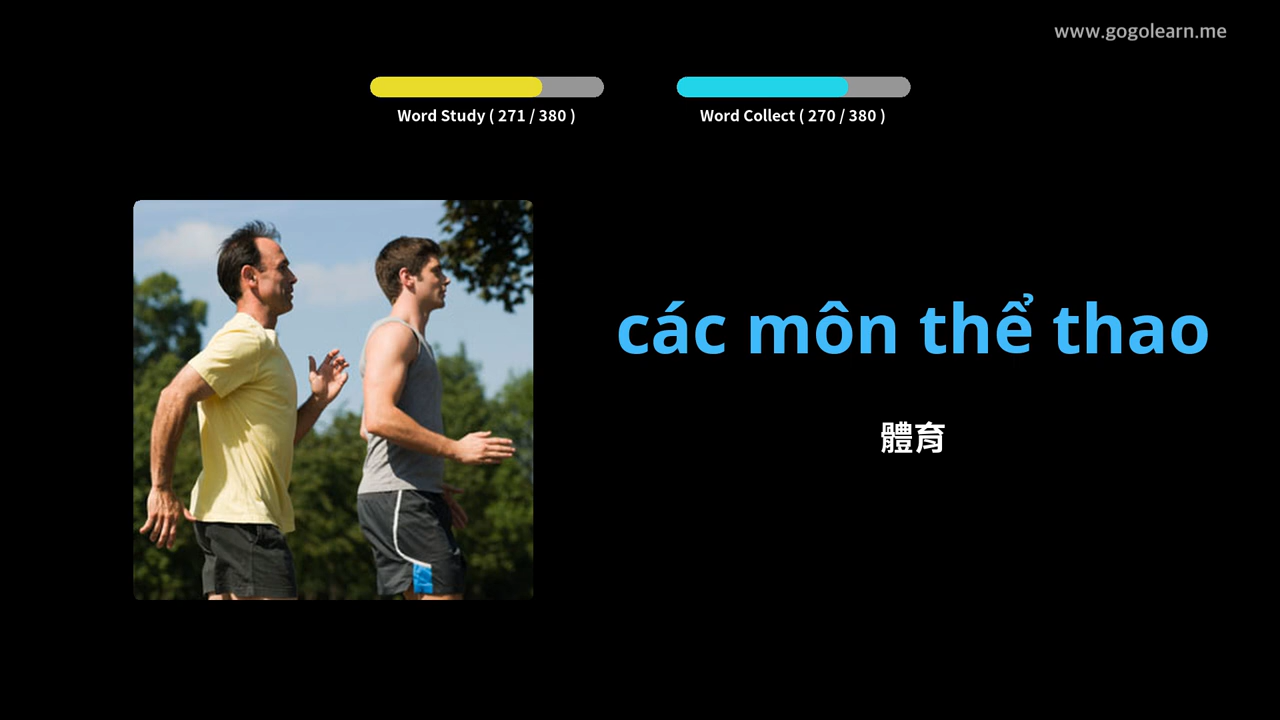 www.gogolearn.me
Word Study ( 271 / 380 )
Word Collect ( 270 / 380 )
các môn thể thao
體育